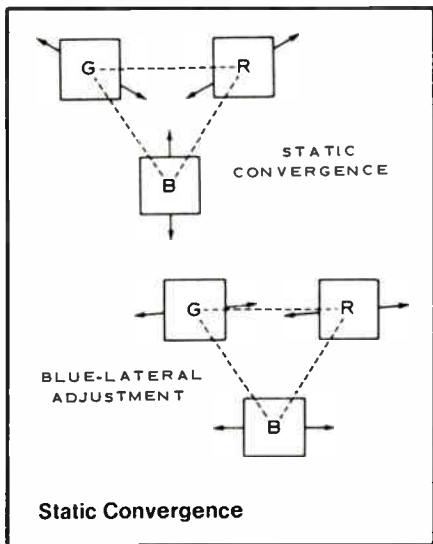 G R
B
STATIC
CONVERGENCE
G R
B
BLUE-LATERAL
ADJUSTMENT
Static Convergence